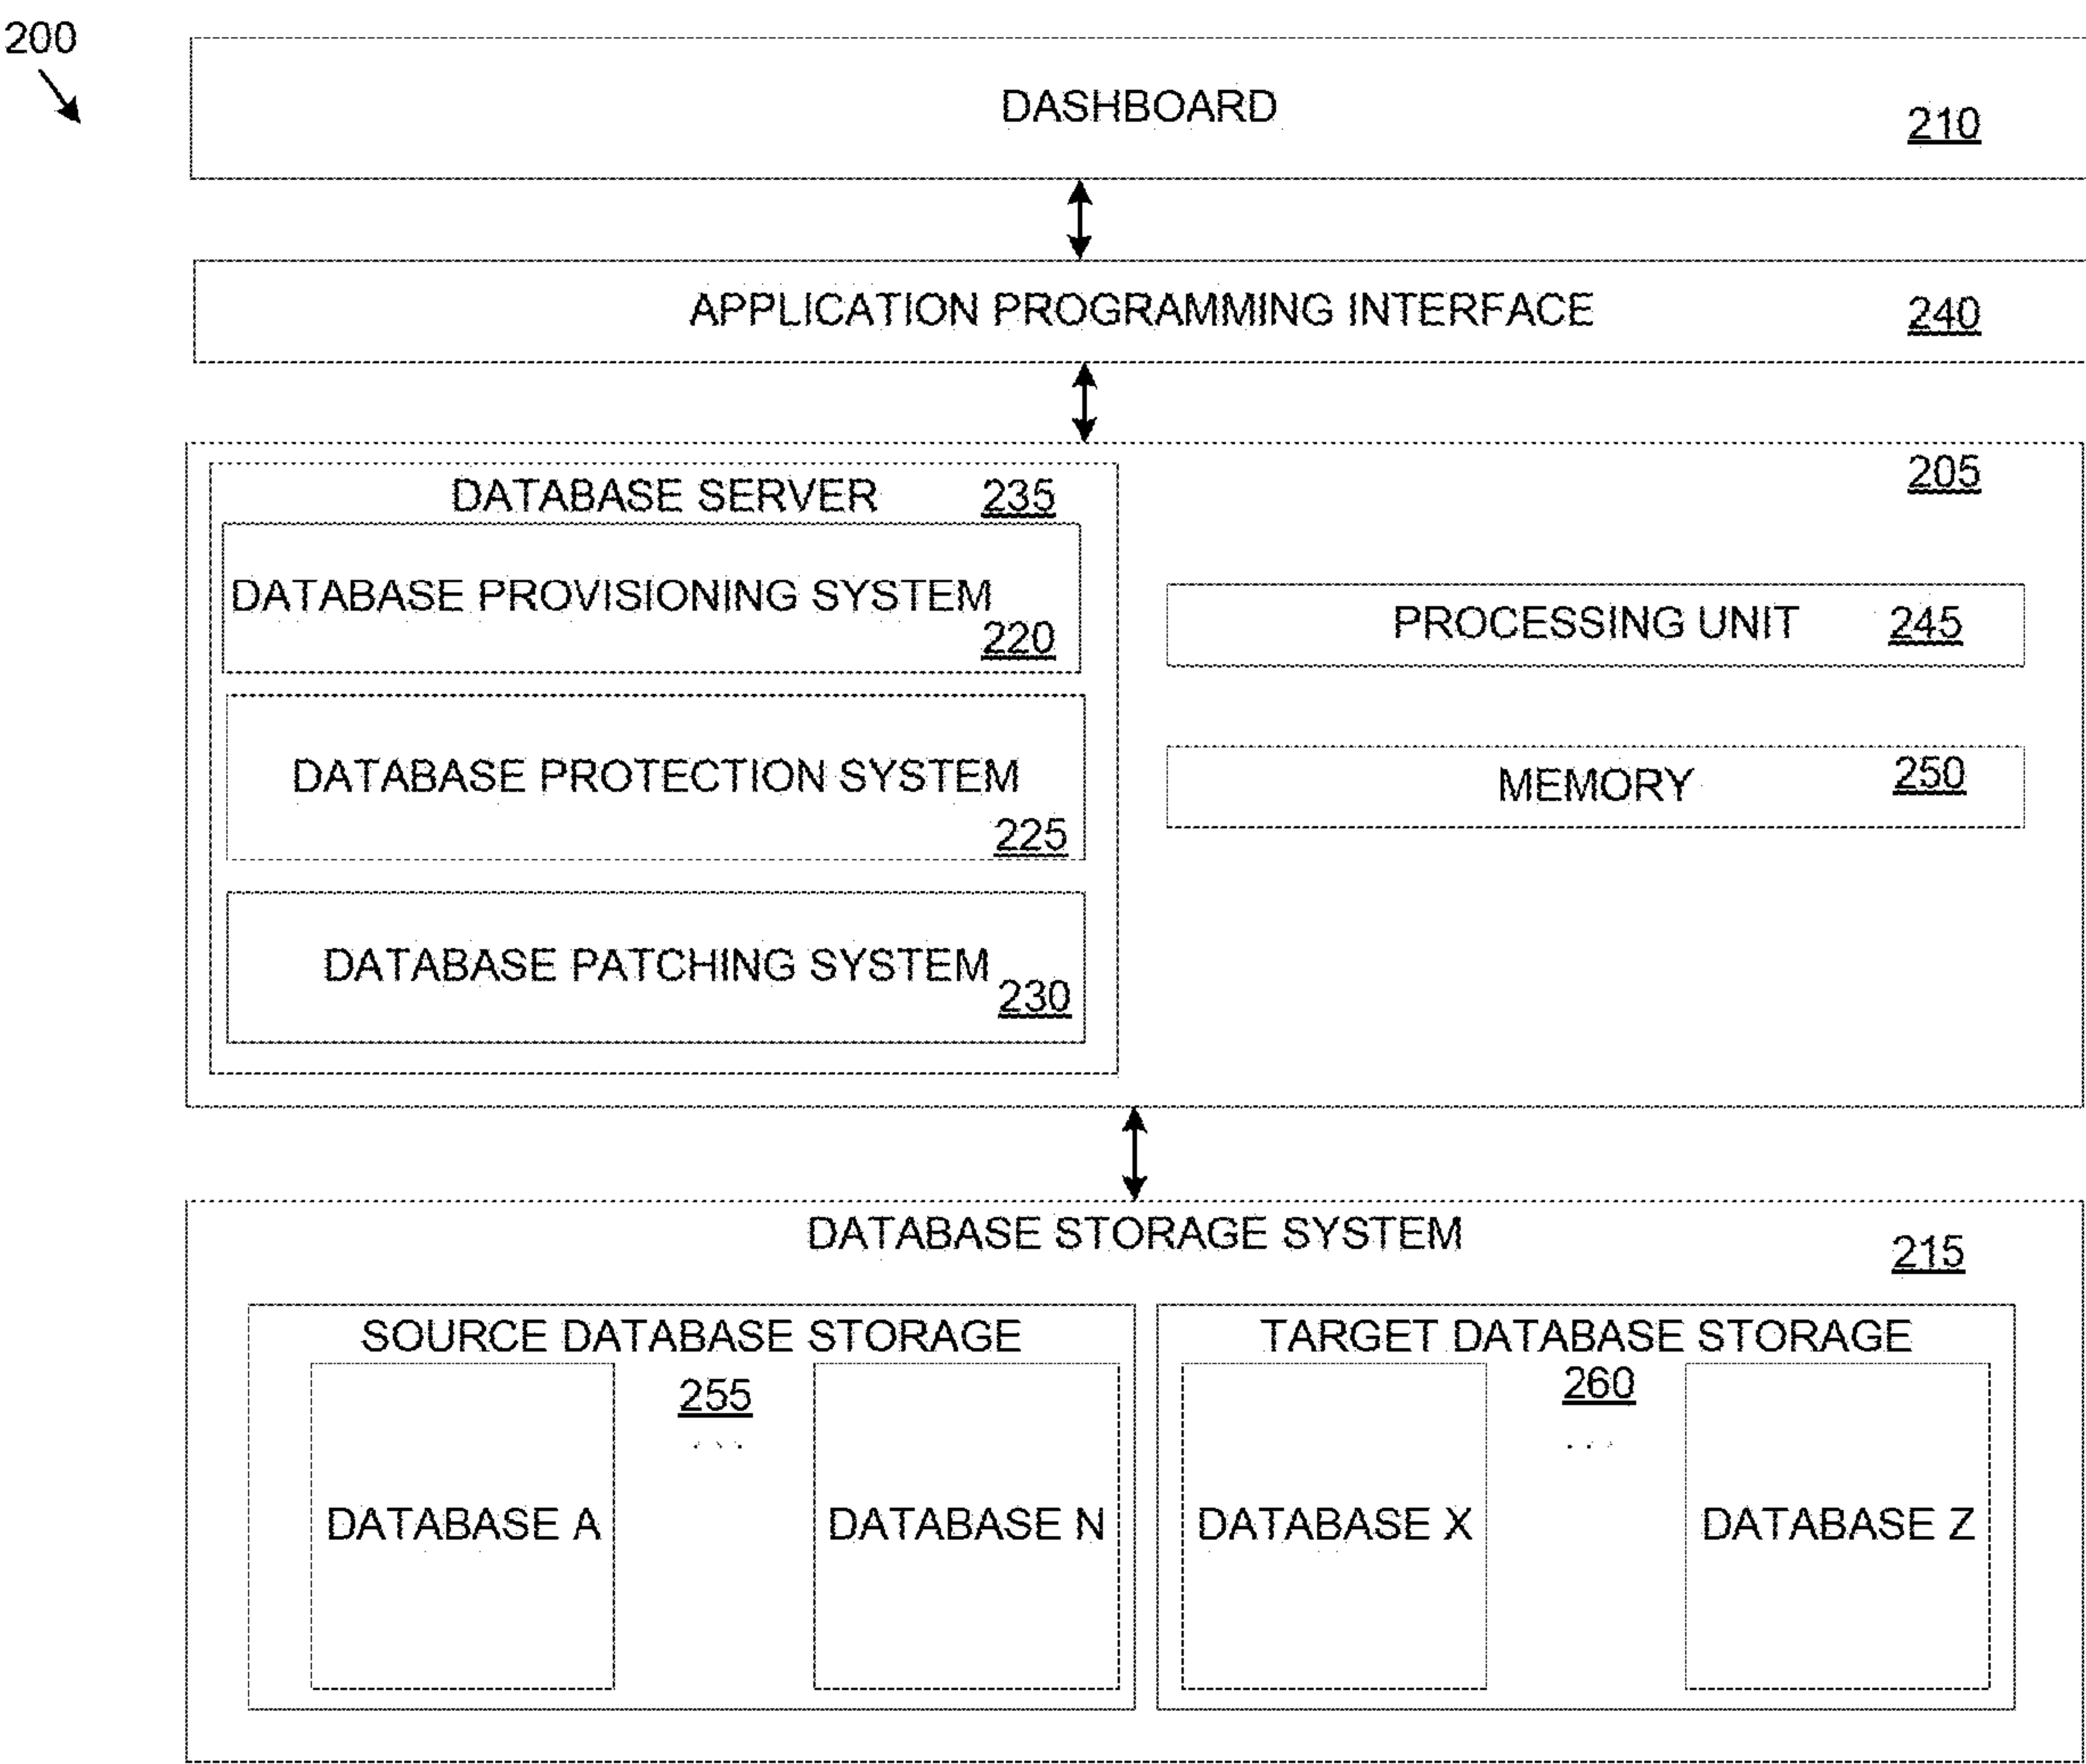 200
DASHBOARD
210
APPLICATION PROGRAMMING INTERFACE
240
205
DATABASE SERVER 235
DATABASE PROVISIONING SYSTEM
220
PROCESSING UNIT 245
DATABASE PROTECTION SYSTEM
225
MEMORY 250
DATABASE PATCHING SYSTEM
230
DATABASE STORAGE SYSTEM
215
SOURCE DATABASE STORAGE
255
...
DATABASE A
DATABASE N
TARGET DATABASE STORAGE
260
...
DATABASE X
DATABASE Z